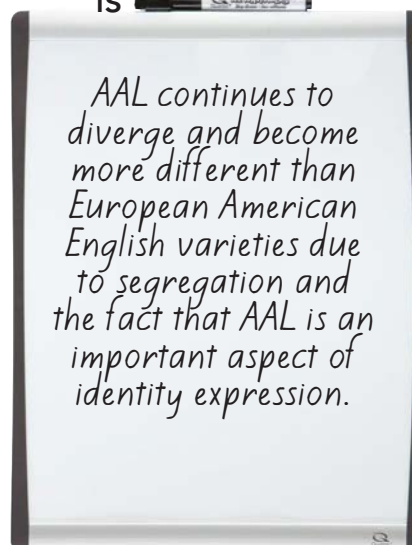 is
AAL continues to
diverge and become
more different than
European American
English varieties due
to segregation and
the fact that AAL is an
important aspect of
identity expression.